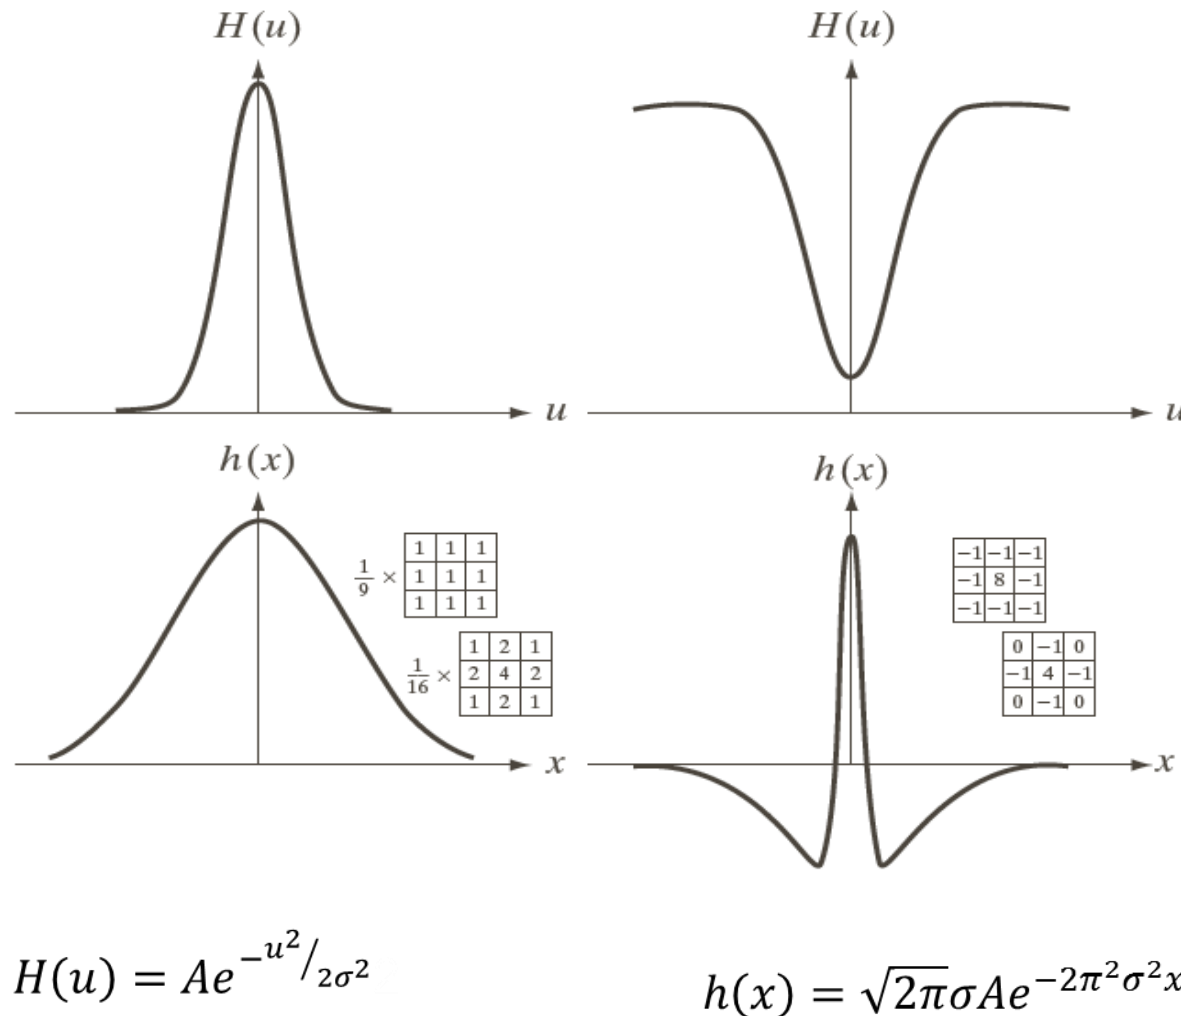 H(u)
u
h(x)
1/9 ×
1 1 1
1 1 1
1 1 1
1/16 ×
1 2 1
2 4 2
1 2 1
x
H(u)
u
h(x)
−1 −1 −1
−1 8 −1
−1 −1 −1
0 −1 0
−1 4 −1
0 −1 0
x
H(u) = Ae^{−u²/2σ²}
h(x) = √2πσAe^{−2π²σ²x}